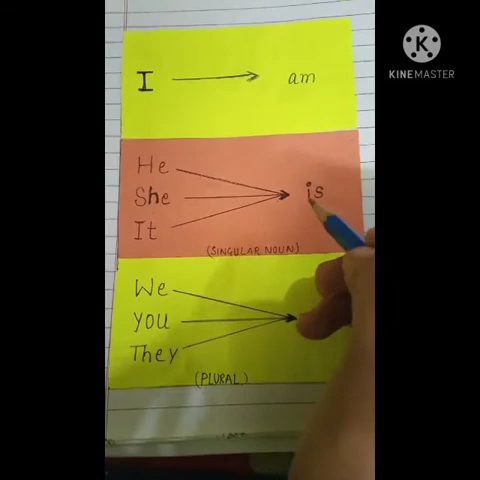 KINEMASTER
I am
He
She is
It
(SINGULAR NOUN)
We
YOU
They
(PLURAL)